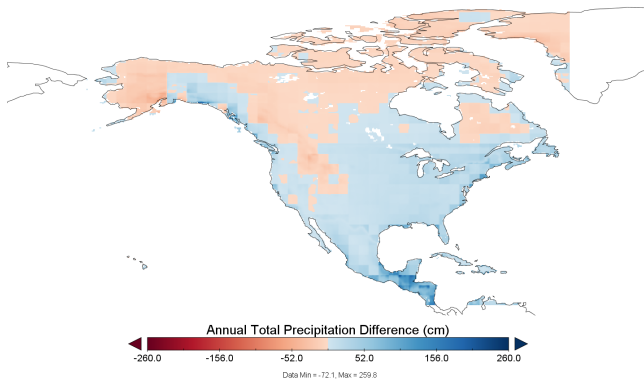 Annual Total Precipitation Difference (cm)
-260.0 -156.0 -52.0 52.0 156.0 260.0
Data Min = -72.1, Max = 259.8